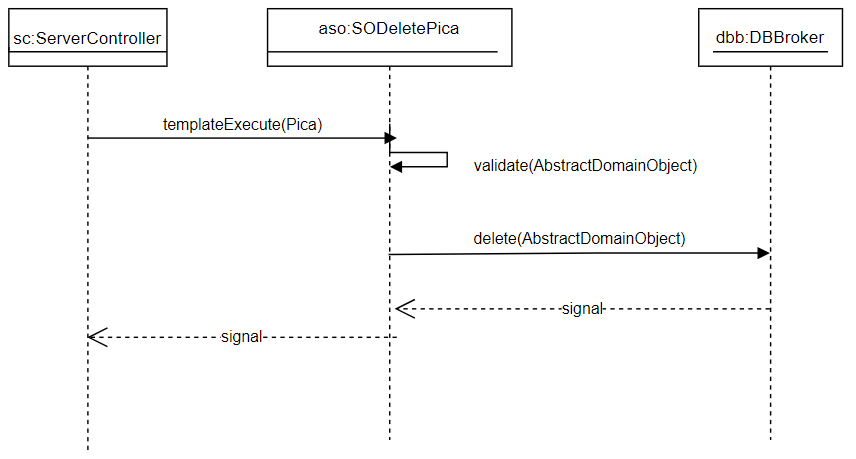 sc:ServerController
aso:SODeletePica
dbb:DBBroker
templateExecute(Pica)
validate(AbstractDomainObject)
delete(AbstractDomainObject)
signal
signal